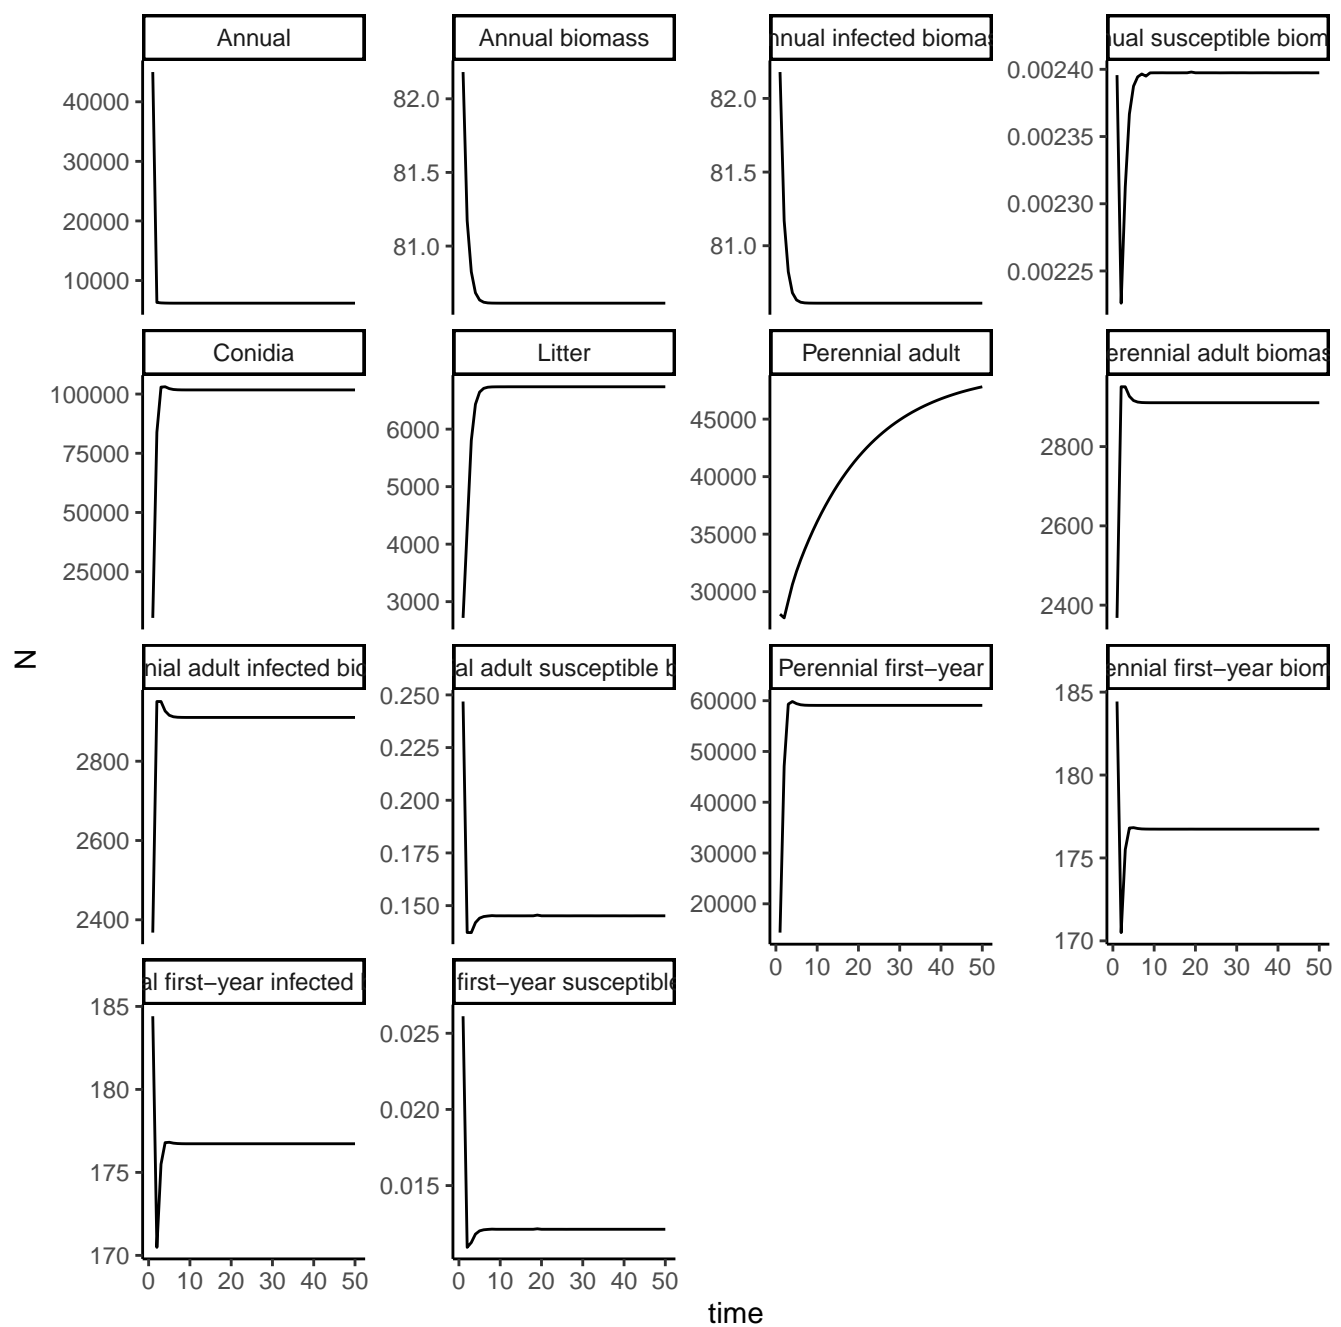 Annual
Annual biomass
nnual infected biomas
ual susceptible biom
40000
30000
20000
10000
82.0
81.5
81.0
82.0
81.5
81.0
0.00240
0.00235
0.00230
0.00225
Conidia
Litter
Perennial adult
erennial adult biomas
100000
75000
50000
25000
6000
5000
4000
3000
45000
40000
35000
30000
2800
2600
2400
nial adult infected bio
al adult susceptible b
Perennial first−year
ennial first−year biom
2800
2600
2400
0.250
0.225
0.200
0.175
0.150
60000
50000
40000
30000
20000
0 10 20 30 40 50
185
180
175
170
0 10 20 30 40 50
al first−year infected
first−year susceptible
185
180
175
170
0 10 20 30 40 50
0.025
0.020
0.015
0 10 20 30 40 50
N
time